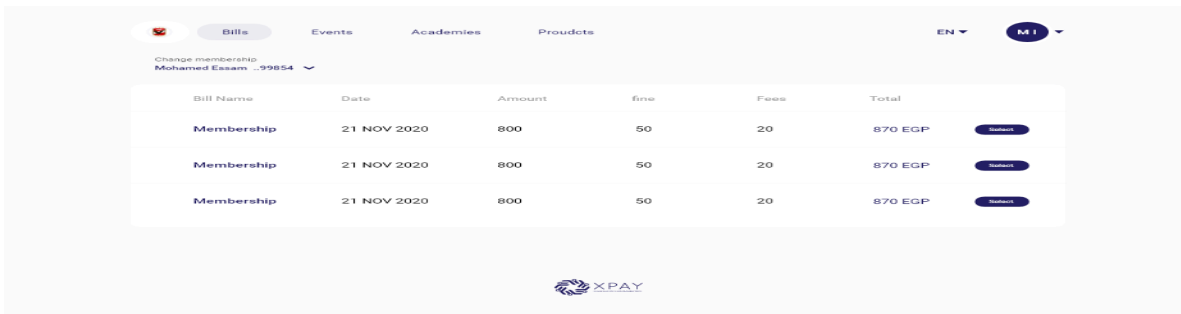 Bills Events Academies Proudcts EN M I
Change membership
Mohamed Essam ..99854
Bill Name Date Amount fine Fees Total
Membership 21 NOV 2020 800 50 20 870 EGP Select
Membership 21 NOV 2020 800 50 20 870 EGP Select
Membership 21 NOV 2020 800 50 20 870 EGP Select
XPAY